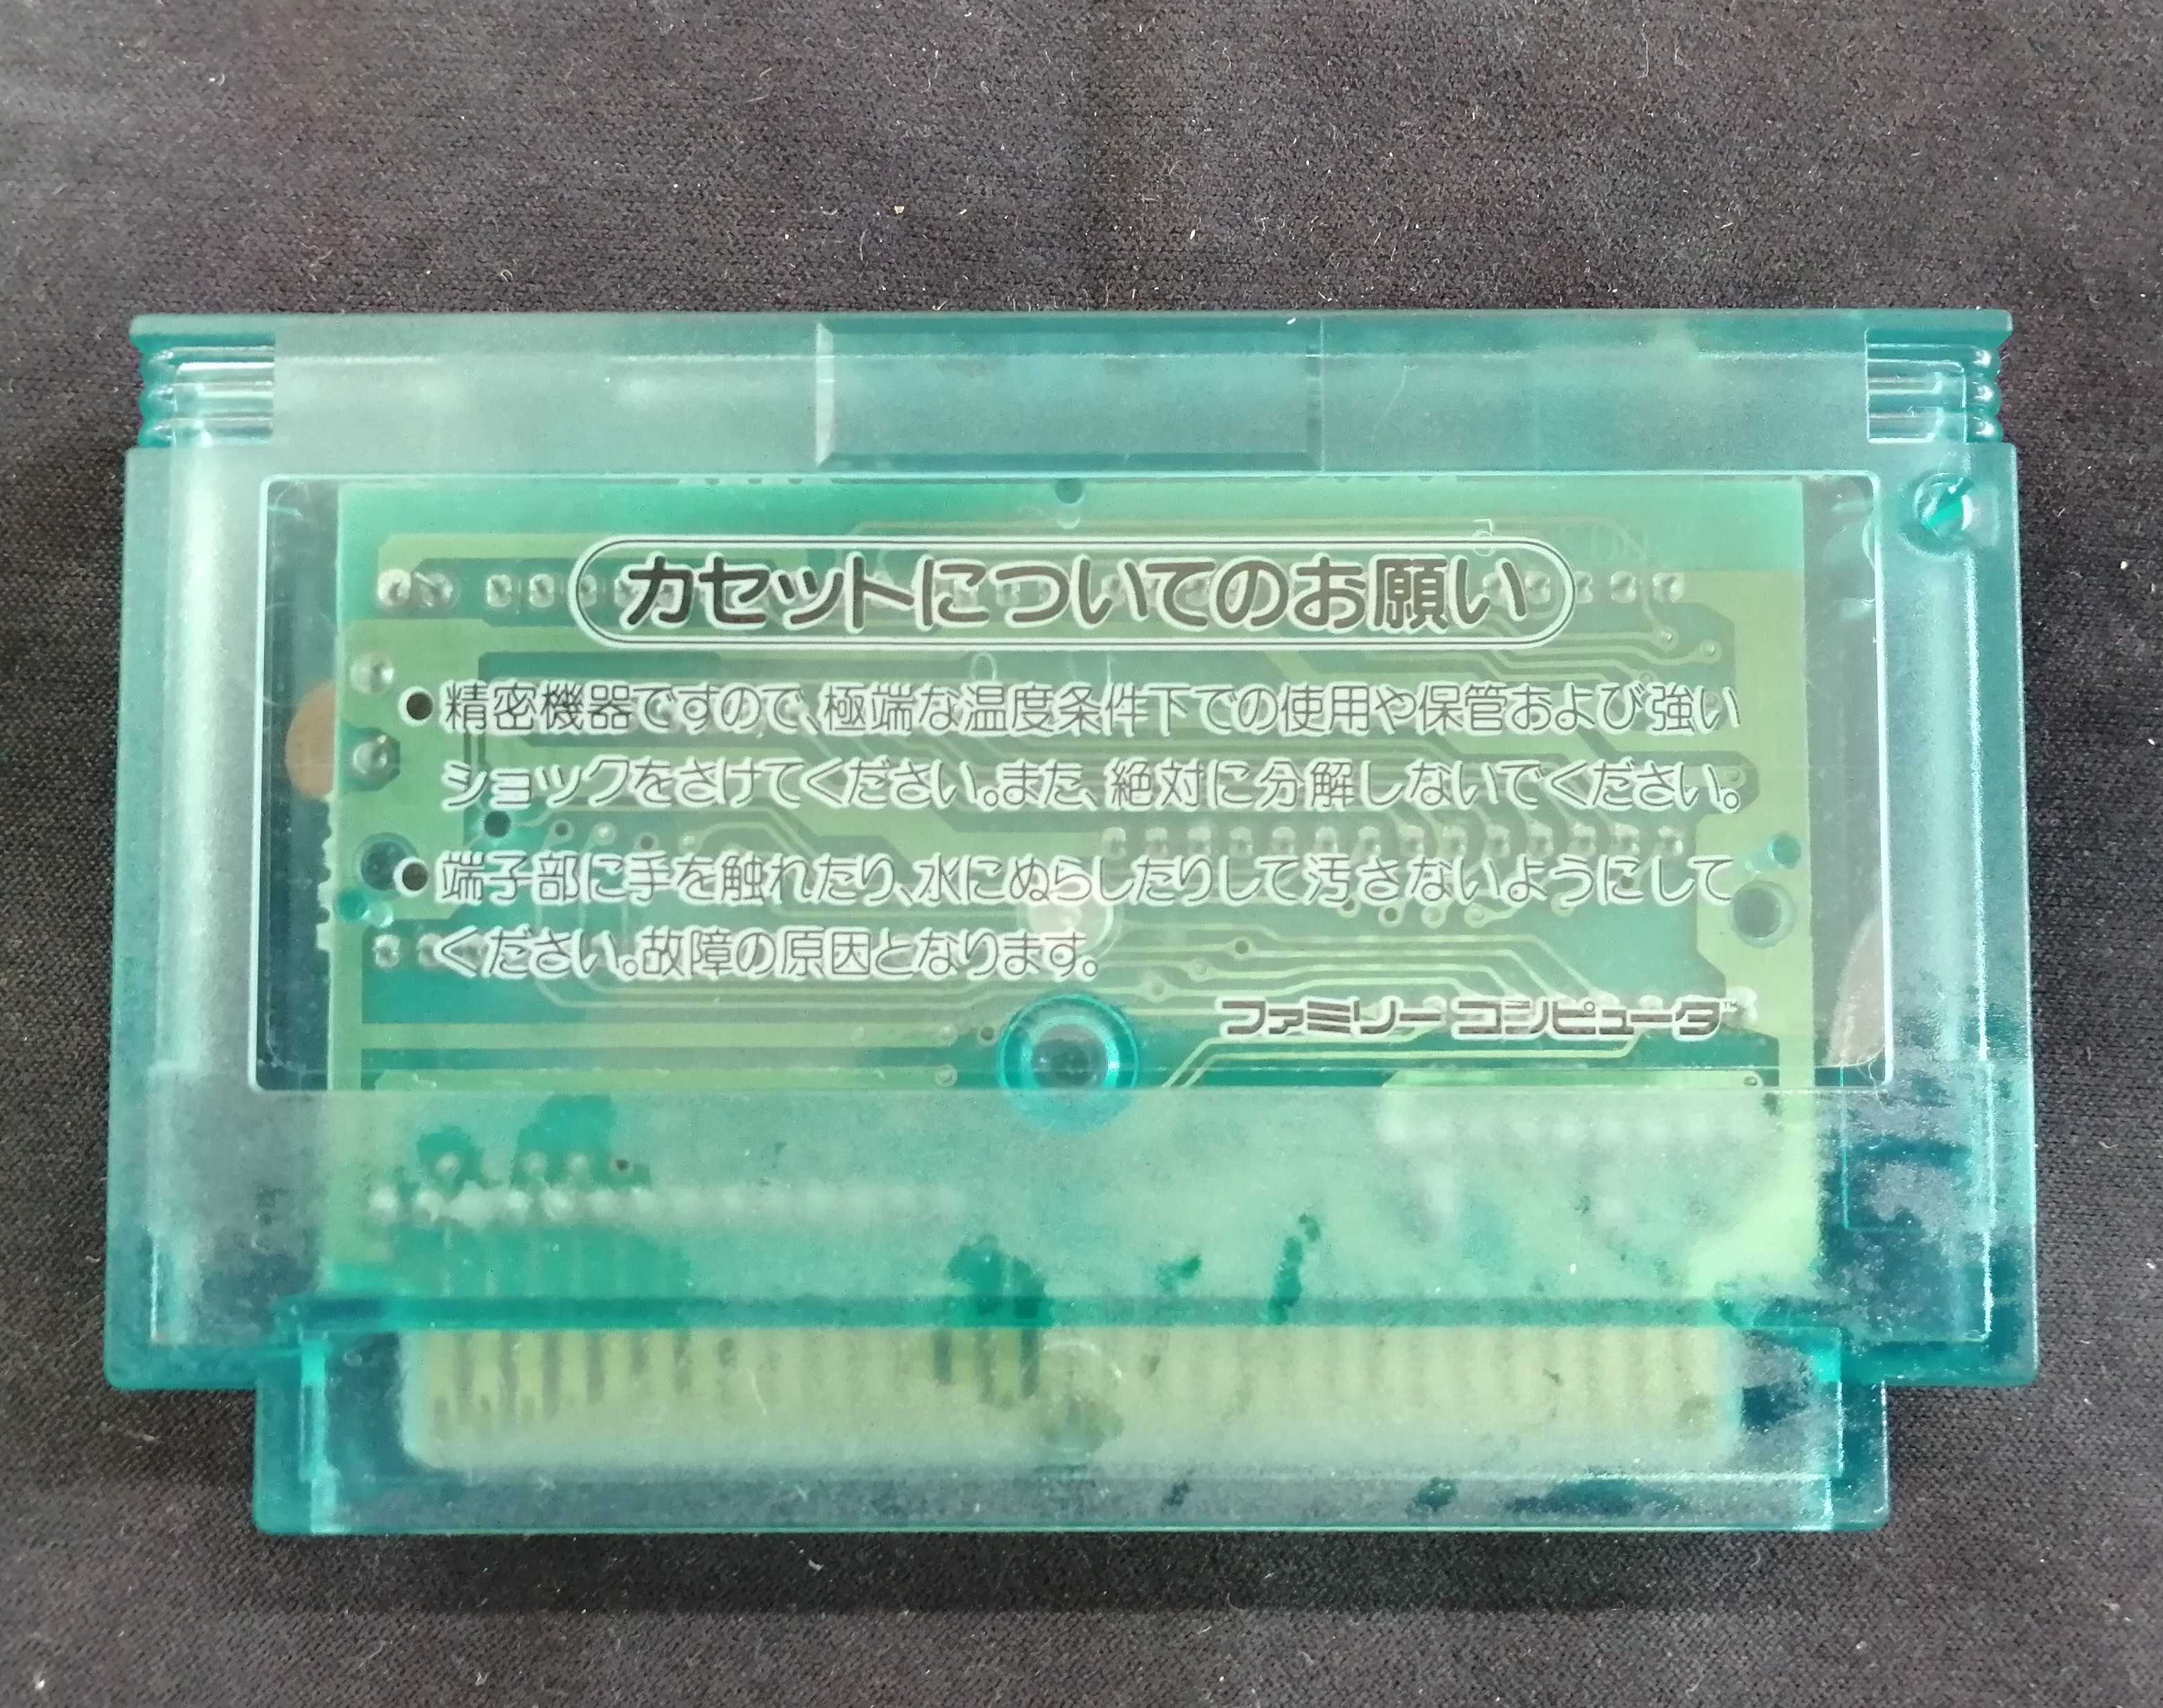 カセットについてのお願い
●精密機器ですので、極端な温度条件下での使用や保管および強い
ショックをさけてください。また、絶対に分解しないでください。
●端子部に手を触れたり、水にぬらしたりして汚さないようにして
ください。故障の原因となります。
ファミリー コンピュータ™